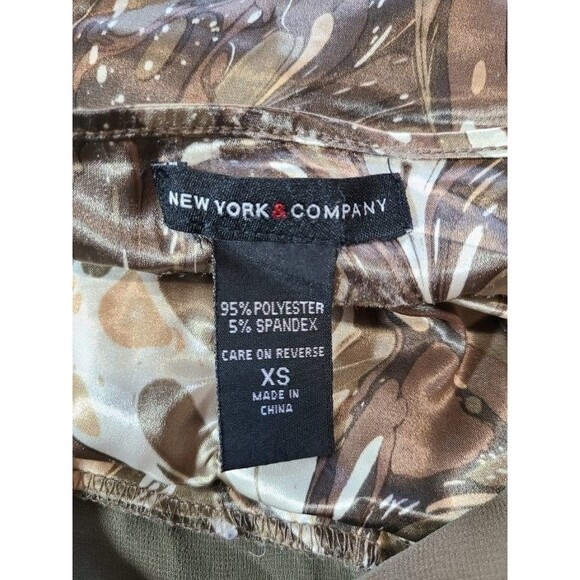 NEW YORK & COMPANY
95% POLYESTER
5% SPANDEX
CARE ON REVERSE
XS
MADE IN
CHINA